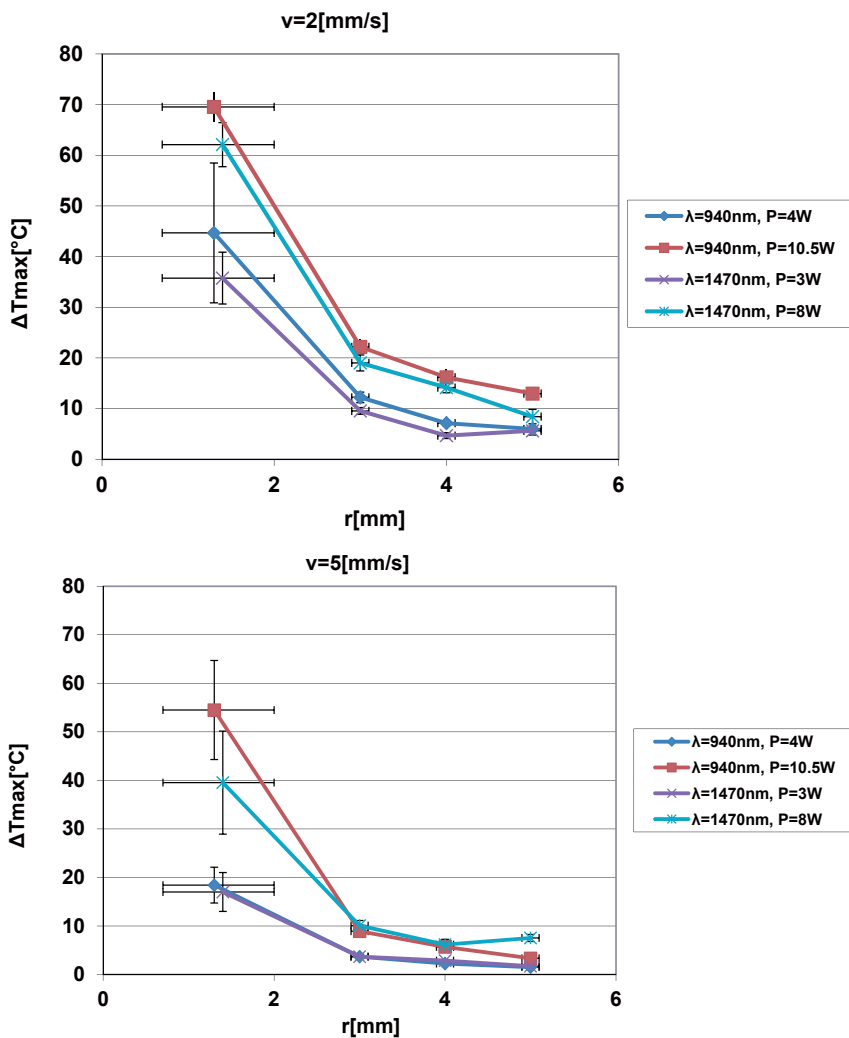 v=2[mm/s]
80
70
60
50
40
30
20
10
0
ΔTmax[°C]
0 2 4 6
r[mm]
λ=940nm, P=4W
λ=940nm, P=10.5W
λ=1470nm, P=3W
λ=1470nm, P=8W
v=5[mm/s]
80
70
60
50
40
30
20
10
0
ΔTmax[°C]
0 2 4 6
r[mm]
λ=940nm, P=4W
λ=940nm, P=10.5W
λ=1470nm, P=3W
λ=1470nm, P=8W